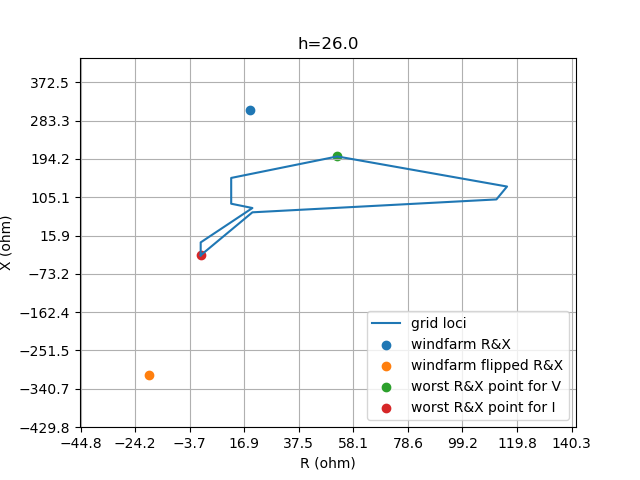 h=26.0
372.5
283.3
194.2
105.1
15.9
−73.2
−162.4
−251.5
−340.7
−429.8
X (ohm)
−44.8 −24.2 −3.7 16.9 37.5 58.1 78.6 99.2 119.8 140.3
R (ohm)
grid loci
windfarm R&X
windfarm flipped R&X
worst R&X point for V
worst R&X point for I